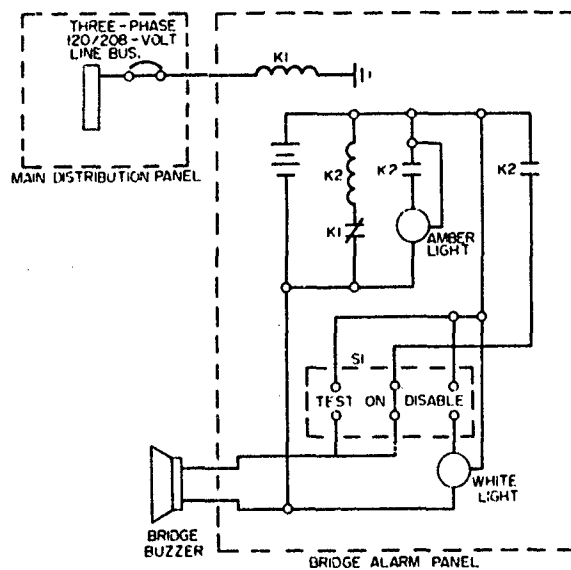 THREE-PHASE
120/208-VOLT
LINE BUS.
K1
MAIN DISTRIBUTION PANEL
K2
K2
K2
K1
AMBER
LIGHT
S1
TEST ON DISABLE
WHITE
LIGHT
BRIDGE
BUZZER
BRIDGE ALARM PANEL